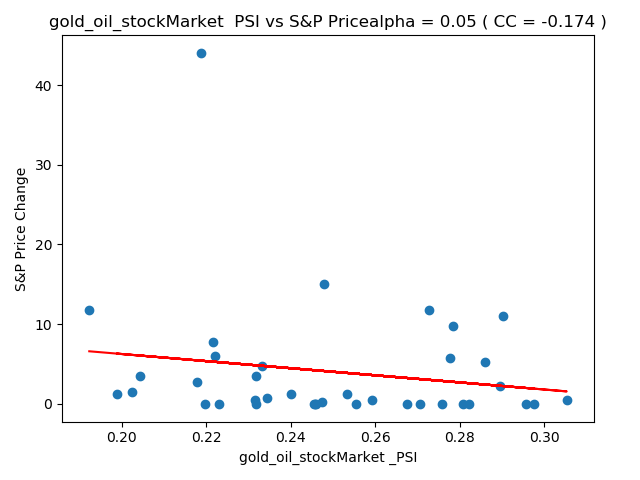 gold_oil_stockMarket  PSI vs S&P Pricealpha = 0.05 ( CC = -0.174 )
40
30
20
10
0
S&P Price Change
0.20 0.22 0.24 0.26 0.28 0.30
gold_oil_stockMarket _PSI